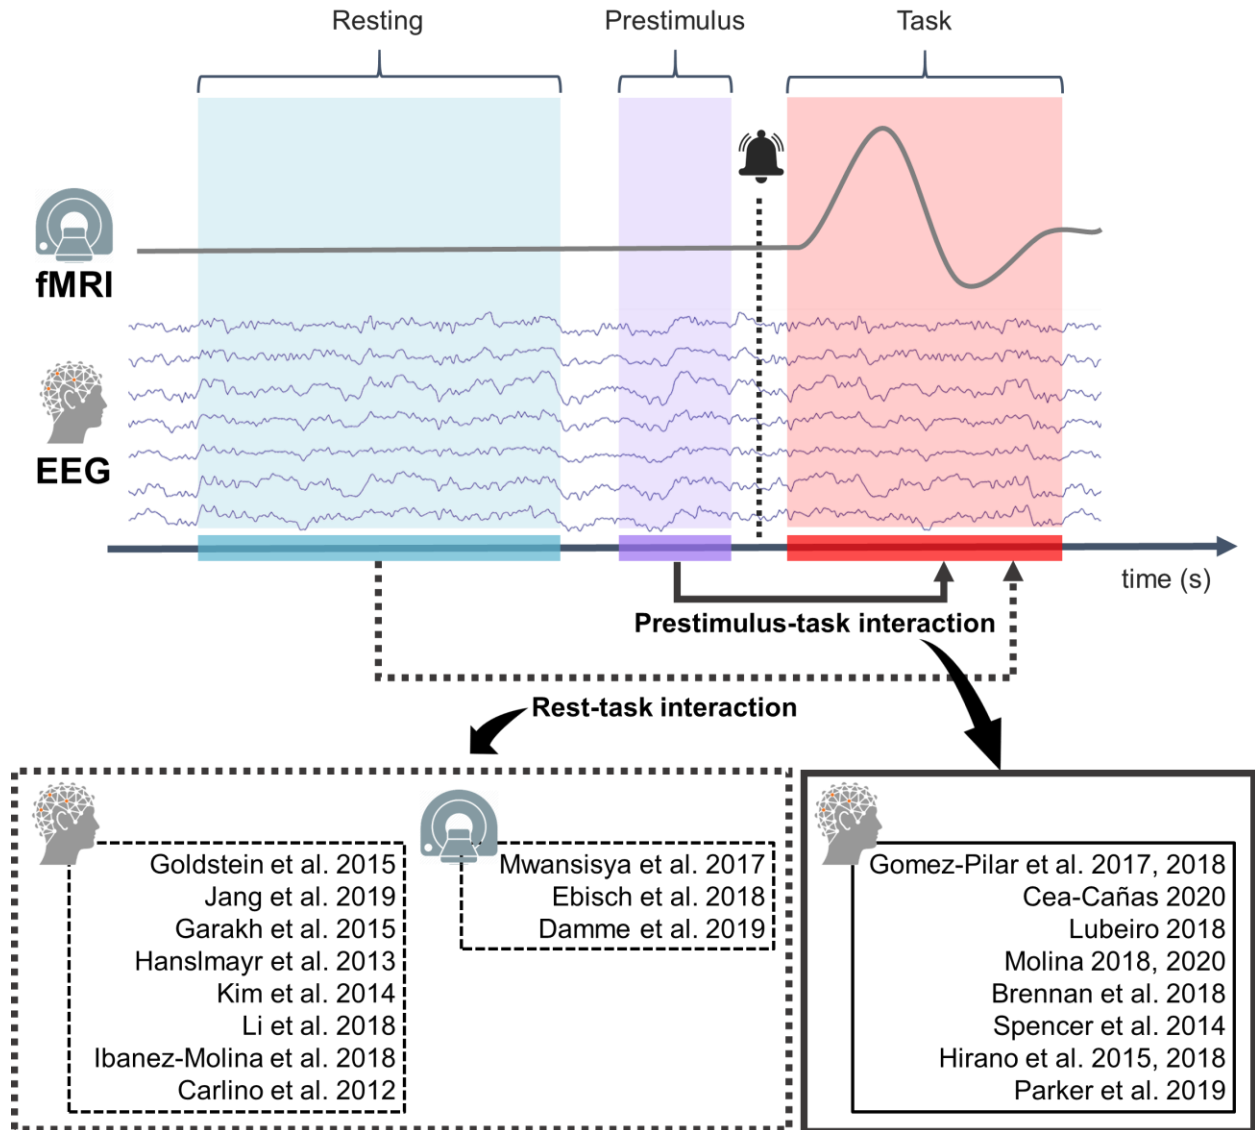 Resting
Prestimulus
Task
fMRI
EEG
time (s)
Prestimulus-task interaction
Rest-task interaction
Goldstein et al. 2015
Jang et al. 2019
Garakh et al. 2015
Hanslmayr et al. 2013
Kim et al. 2014
Li et al. 2018
Ibanez-Molina et al. 2018
Carlino et al. 2012
Mwansisya et al. 2017
Ebisch et al. 2018
Damme et al. 2019
Gomez-Pilar et al. 2017, 2018
Cea-Cañas 2020
Lubeiro 2018
Molina 2018, 2020
Brennan et al. 2018
Spencer et al. 2014
Hirano et al. 2015, 2018
Parker et al. 2019